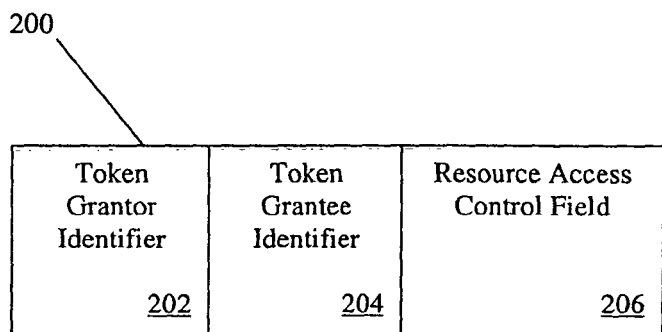 200
Token Grantor Identifier
202
Token Grantee Identifier
204
Resource Access Control Field
206